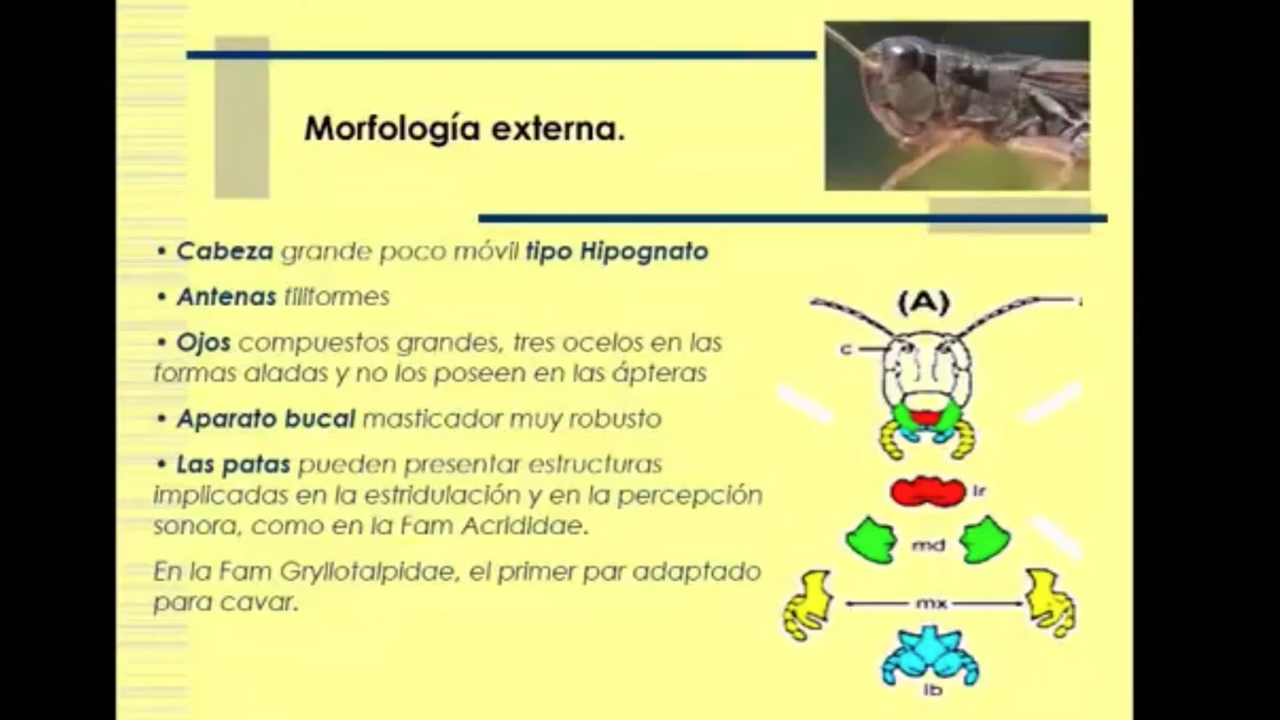 Morfología externa.
• Cabeza grande poco móvil tipo Hipognato
• Antenas filiformes
• Ojos compuestos grandes, tres ocelos en las
formas aladas y no los poseen en las ápteras
• Aparato bucal masticador muy robusto
• Las patas pueden presentar estructuras
implicadas en la estridulación y en la percepción
sonora, como en la Fam Acrididae.
En la Fam Gryllotalpidae, el primer par adaptado
para cavar.
(A)
c
lr
md
mx
lb